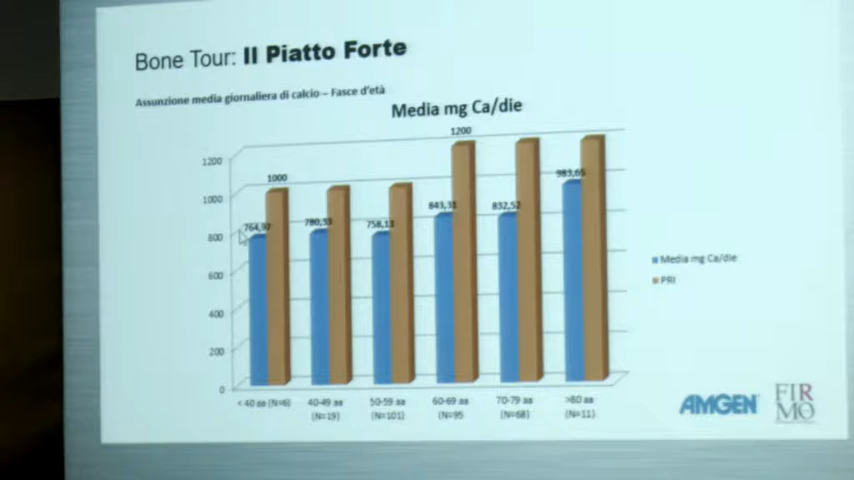 Bone Tour: Il Piatto Forte
Assunzione media giornaliera di calcio – Fasce d'età
Media mg Ca/die
1200
1000
800
600
400
200
0
1000
1200
764,97
780,53
758,13
843,31
832,52
983,65
< 40 aa (N=6)
40-49 aa
(N=19)
50-59 aa
(N=101)
60-69 aa
(N=95
70-79 aa
(N=68)
>80 aa
(N=11)
Media mg Ca/die
PRI
AMGEN
FIR
MO